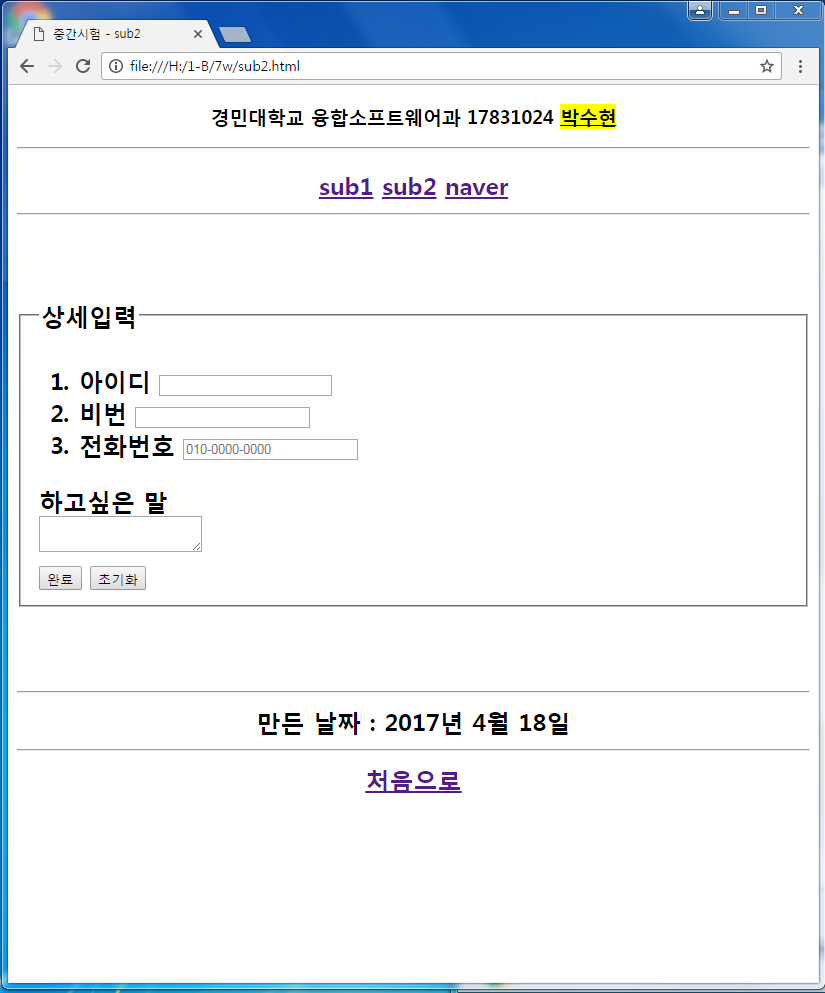 중간시험 - sub2
file:///H:/1-B/7w/sub2.html
경민대학교 융합소프트웨어과 17831024 박수현
sub1 sub2 naver
상세입력
1. 아이디
2. 비번
3. 전화번호 010-0000-0000
하고싶은 말
완료 초기화
만든 날짜 : 2017년 4월 18일
처음으로